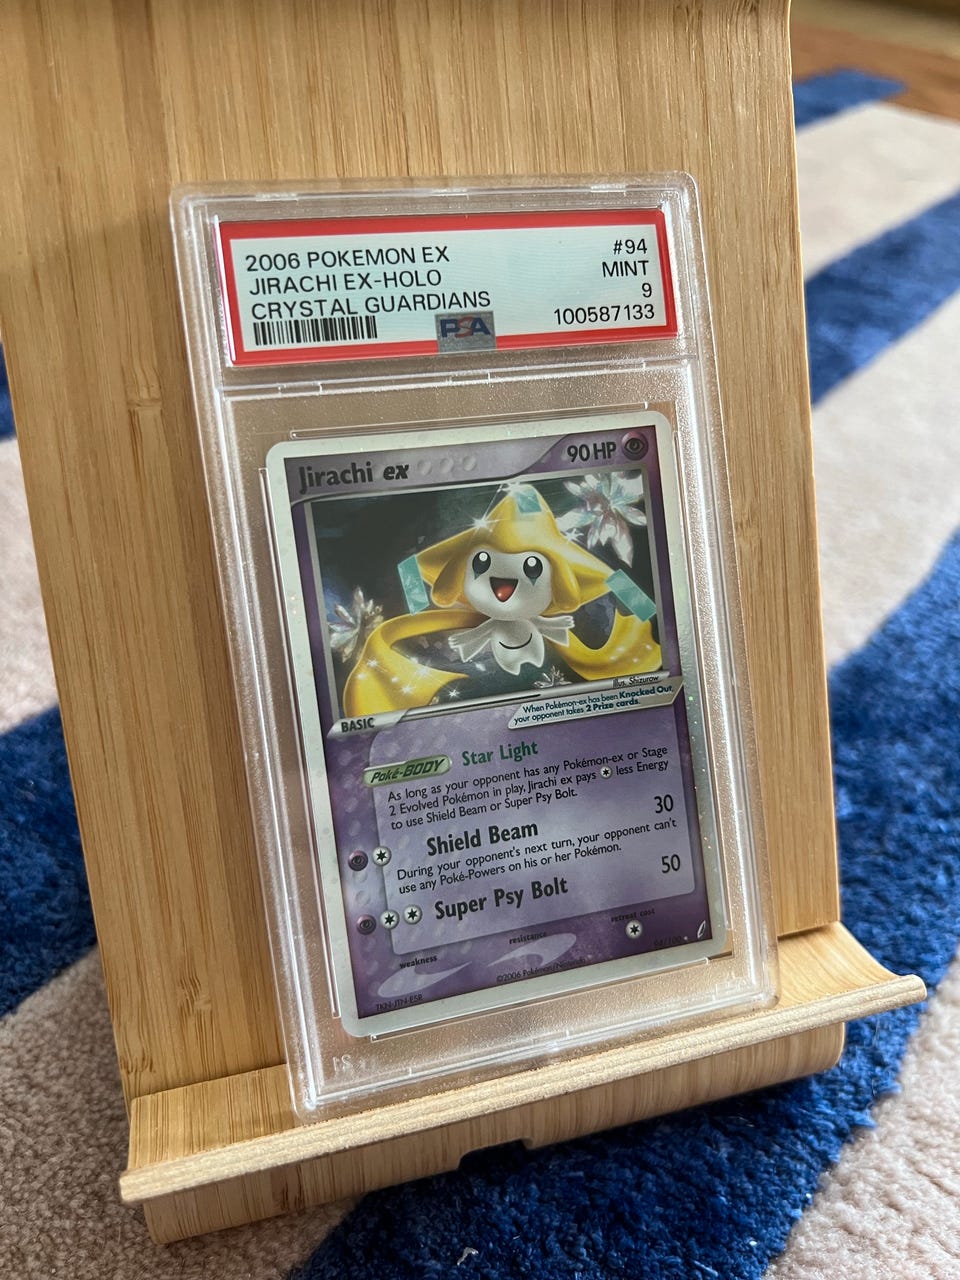 2006 POKEMON EX #94
JIRACHI EX-HOLO MINT
CRYSTAL GUARDIANS 9
PSA 100587133
Jirachi ex 90 HP
Illus. Shizurow
BASIC
When Pokémon-ex has been Knocked Out,
your opponent takes 2 Prize cards.
Poké-BODY Star Light
As long as your opponent has any Pokémon-ex or Stage
2 Evolved Pokémon in play, Jirachi ex pays less Energy
to use Shield Beam or Super Psy Bolt.
Shield Beam 30
During your opponent's next turn, your opponent can't
use any Poké-Powers on his or her Pokémon.
Super Psy Bolt 50
weakness resistance retreat cost
94/100
©2006 Pokémon/Nintendo
TKN-JTN-ESR